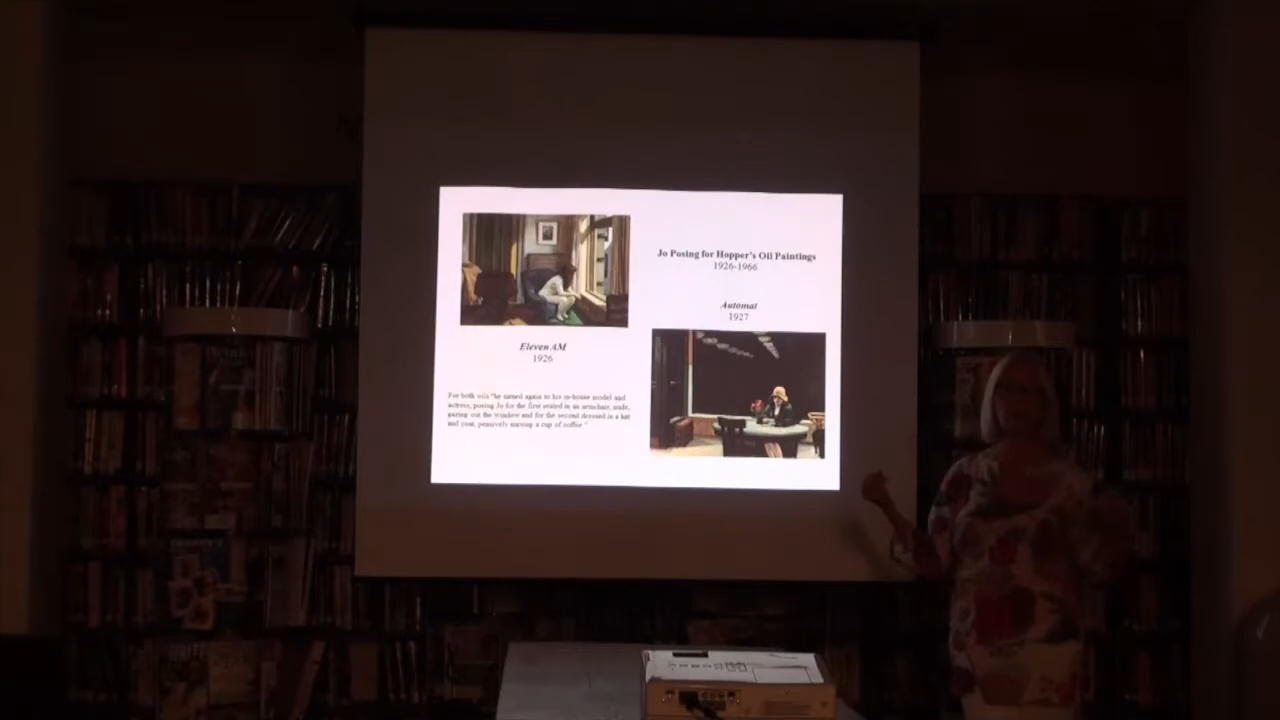 Jo Posing for Hopper's Oil Paintings
1926-1966
Automat
1927
Eleven AM
1926
For both oils "he turned again to his in-house model and
actress, posing Jo for the first seated in an armchair, nude,
gazing out the window and for the second dressed in a hat
and coat, pensively nursing a cup of coffee."